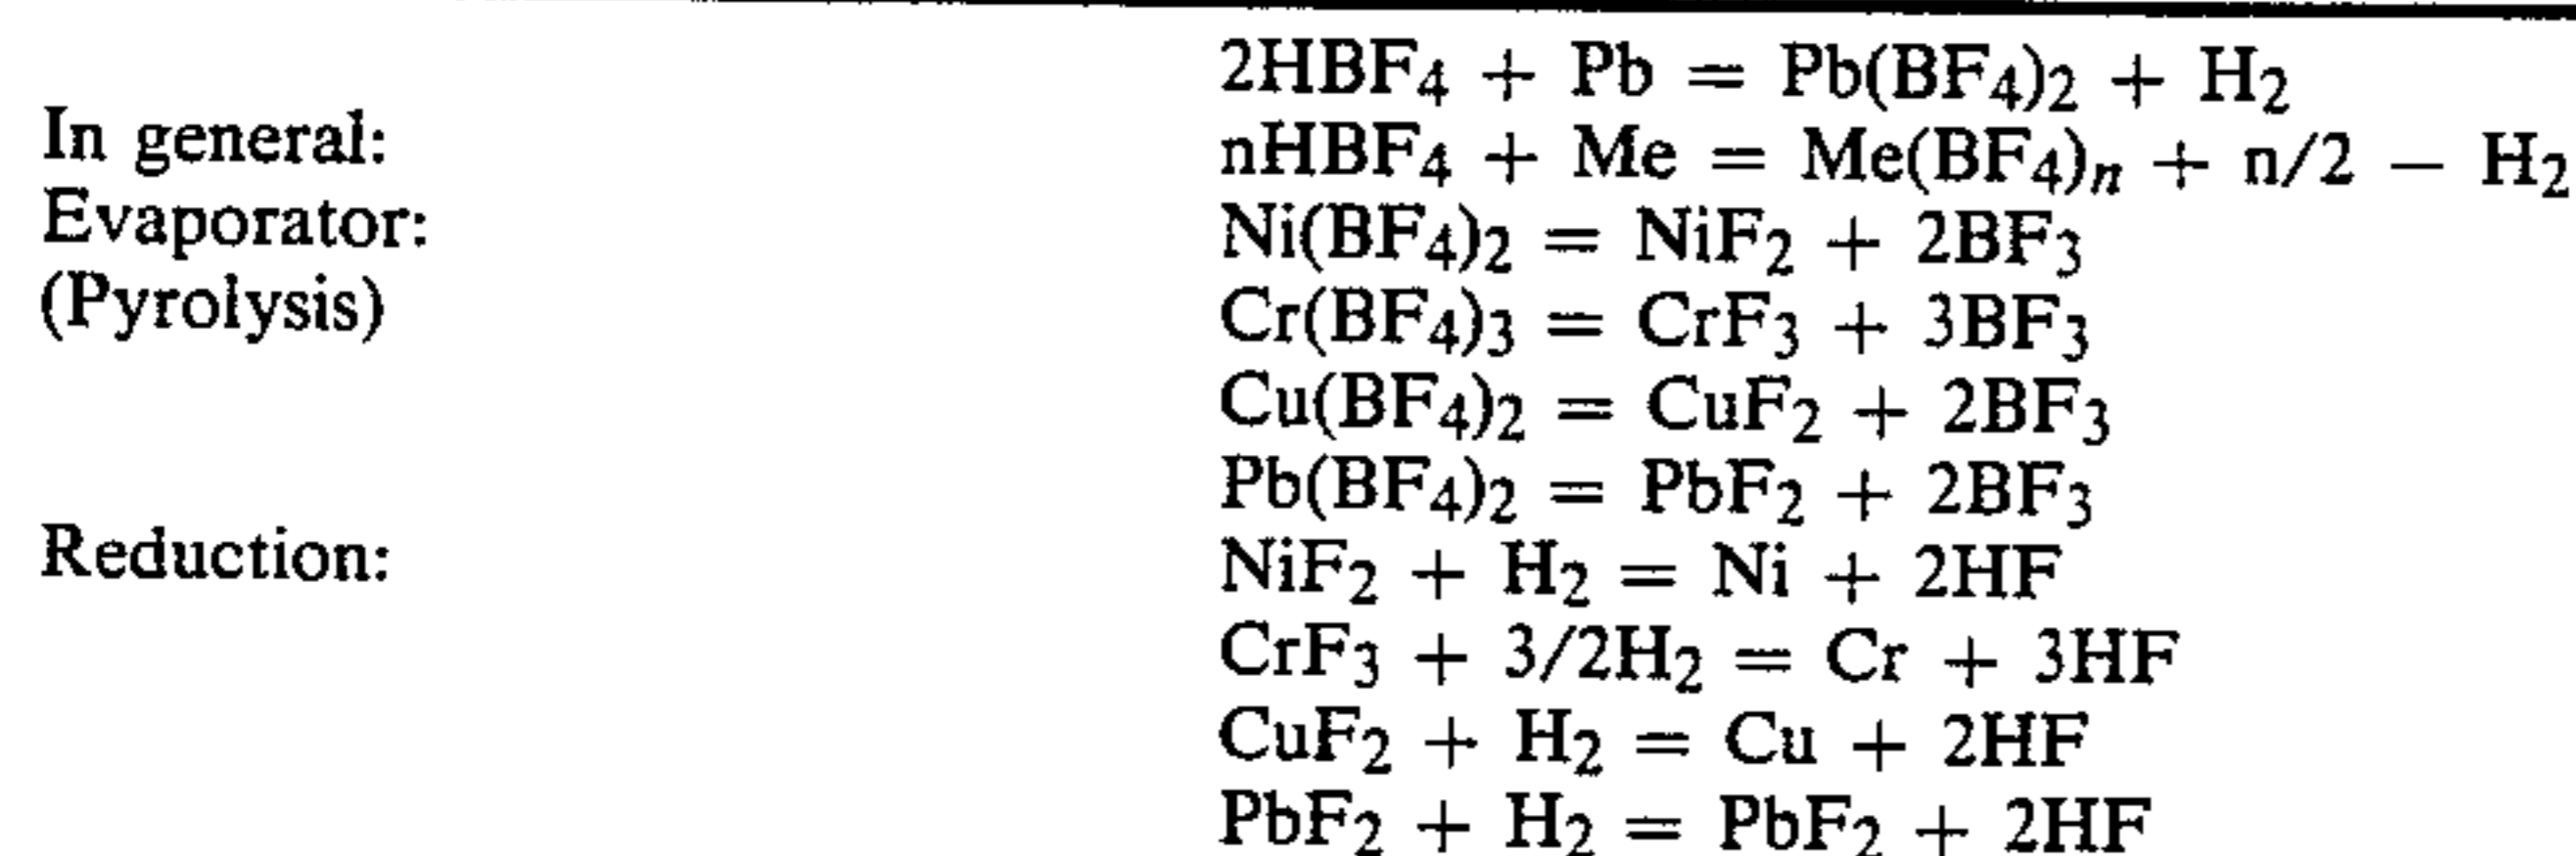 2HBF4 + Pb = Pb(BF4)2 + H2
In general: nHBF4 + Me = Me(BF4)n + n/2 − H2
Evaporator: Ni(BF4)2 = NiF2 + 2BF3
(Pyrolysis) Cr(BF4)3 = CrF3 + 3BF3
Cu(BF4)2 = CuF2 + 2BF3
Pb(BF4)2 = PbF2 + 2BF3
Reduction: NiF2 + H2 = Ni + 2HF
CrF3 + 3/2H2 = Cr + 3HF
CuF2 + H2 = Cu + 2HF
PbF2 + H2 = PbF2 + 2HF